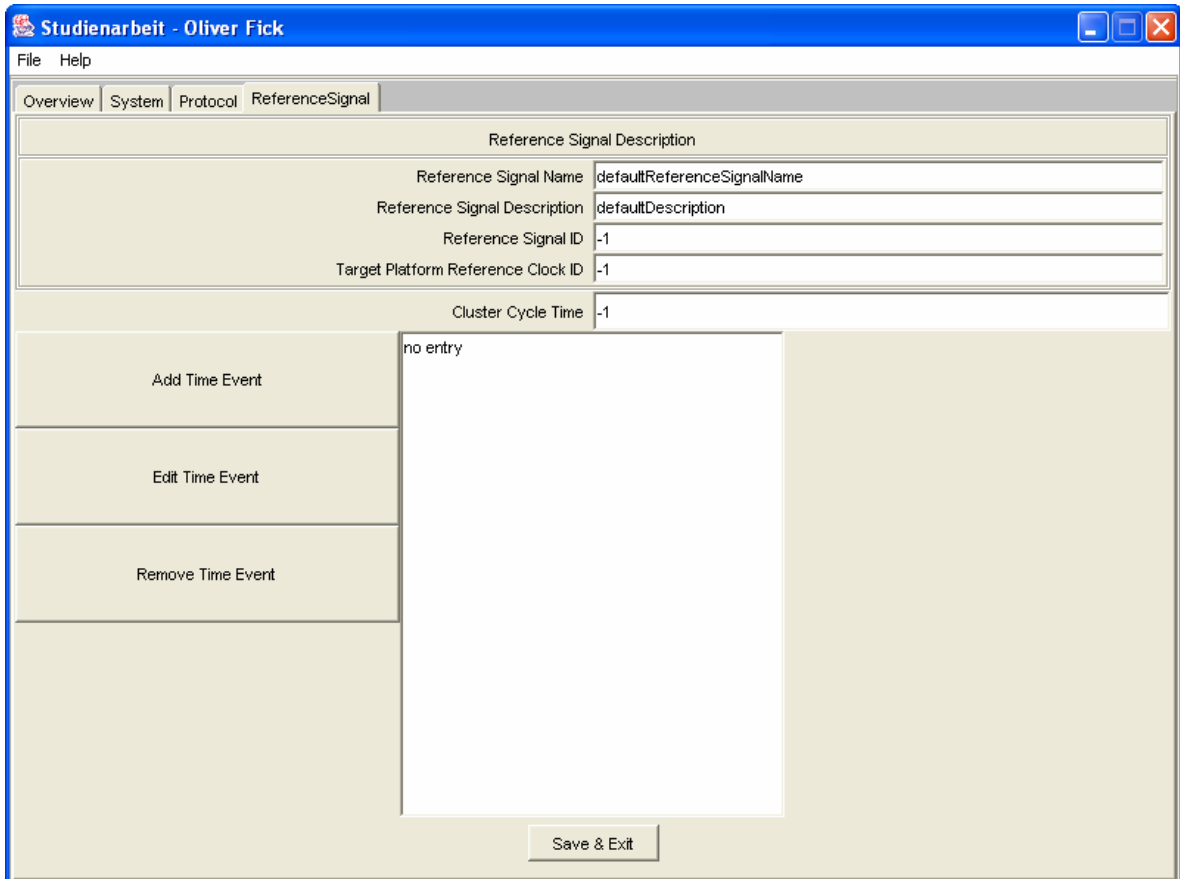 Studienarbeit - Oliver Fick
File Help
Overview System Protocol ReferenceSignal
Reference Signal Description
Reference Signal Name defaultReferenceSignalName
Reference Signal Description defaultDescription
Reference Signal ID -1
Target Platform Reference Clock ID -1
Cluster Cycle Time -1
no entry
Add Time Event
Edit Time Event
Remove Time Event
Save & Exit